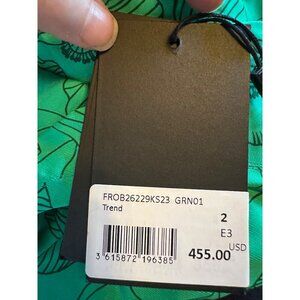 FROB26229KS23 GRN01
Trend
2
E3
USD
455.00
3 615872 196385